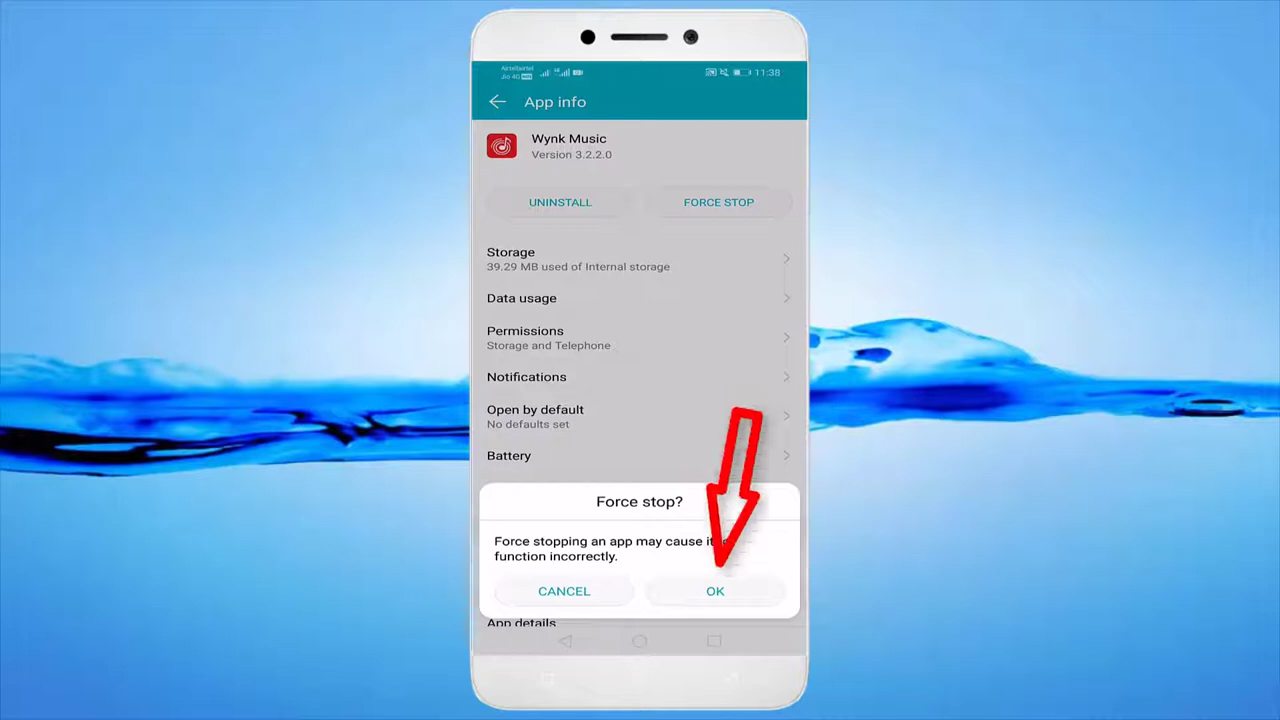 Airtel|airtel
Jio 4G
11:38
App info
Wynk Music
Version 3.2.2.0
UNINSTALL
FORCE STOP
Storage
39.29 MB used of Internal storage
Data usage
Permissions
Storage and Telephone
Notifications
Open by default
No defaults set
Battery
Force stop?
Force stopping an app may cause it
function incorrectly.
CANCEL
OK
App details